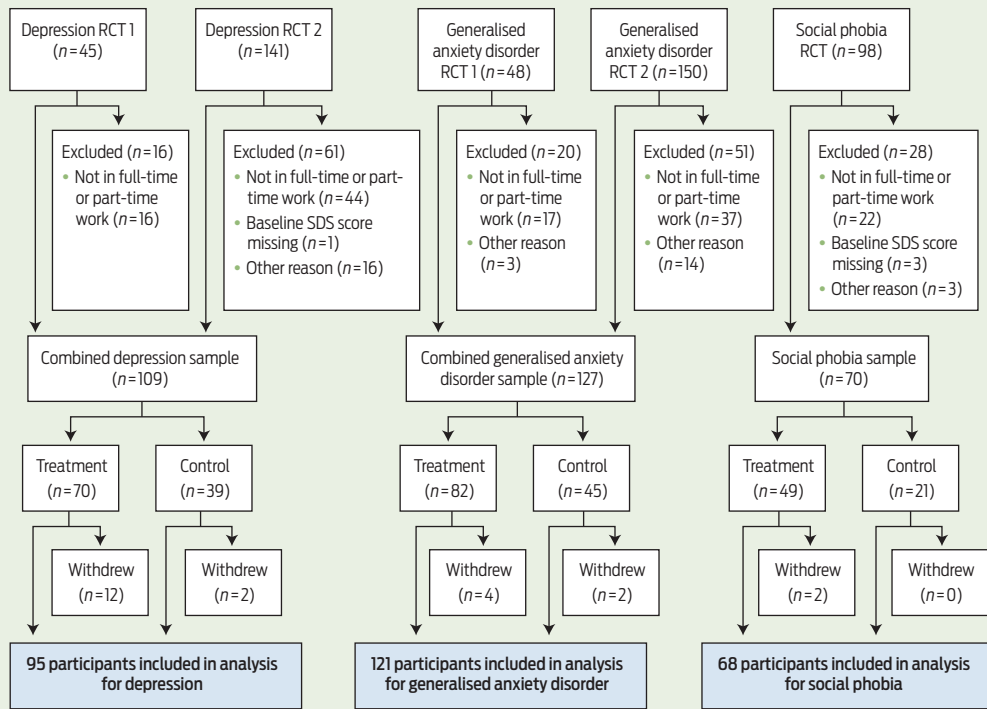 Depression RCT 1
(n=45)
Depression RCT 2
(n=141)
Generalised
anxiety disorder
RCT 1 (n=48)
Generalised
anxiety disorder
RCT 2 (n=150)
Social phobia
RCT (n=98)
Excluded (n=16)
• Not in full-time
or part-time
work (n=16)
Excluded (n=61)
• Not in full-time or part-
time work (n=44)
• Baseline SDS score
missing (n=1)
• Other reason (n=16)
Excluded (n=20)
• Not in full-time
or part-time
work (n=17)
• Other reason
(n=3)
Excluded (n=51)
• Not in full-time
or part-time
work (n=37)
• Other reason
(n=14)
Excluded (n=28)
• Not in full-time or
part-time work
(n=22)
• Baseline SDS score
missing (n=3)
• Other reason (n=3)
Combined depression sample
(n=109)
Combined generalised anxiety
disorder sample (n=127)
Social phobia sample
(n=70)
Treatment
(n=70)
Control
(n=39)
Treatment
(n=82)
Control
(n=45)
Treatment
(n=49)
Control
(n=21)
Withdrew
(n=12)
Withdrew
(n=2)
Withdrew
(n=4)
Withdrew
(n=2)
Withdrew
(n=2)
Withdrew
(n=0)
95 participants included in analysis
for depression
121 participants included in analysis
for generalised anxiety disorder
68 participants included in analysis
for social phobia